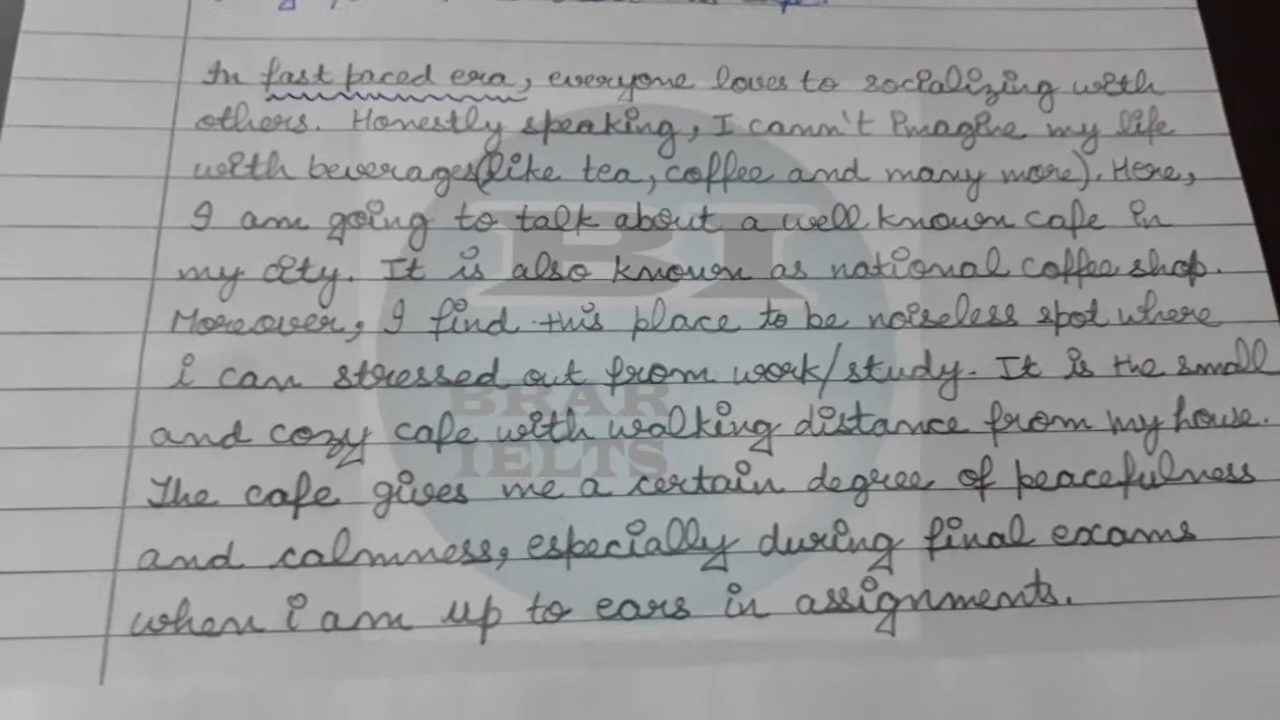 In fast paced era, everyone loves to socializing with
others. Honestly speaking, I cann't imagine my life
with beverages(like tea, coffee and many more). Here,
I am going to talk about a well known cafe in
my city. It is also known as national coffee shop.
Moreover, I find this place to be noiseless spot where
i can stressed out from work/study. It is the small
and cozy cafe with walking distance from my house.
The cafe gives me a certain degree of peacefulness
and calmness, especially during final exams
when i am up to ears in assignments.
BI
BRAR
IELTS